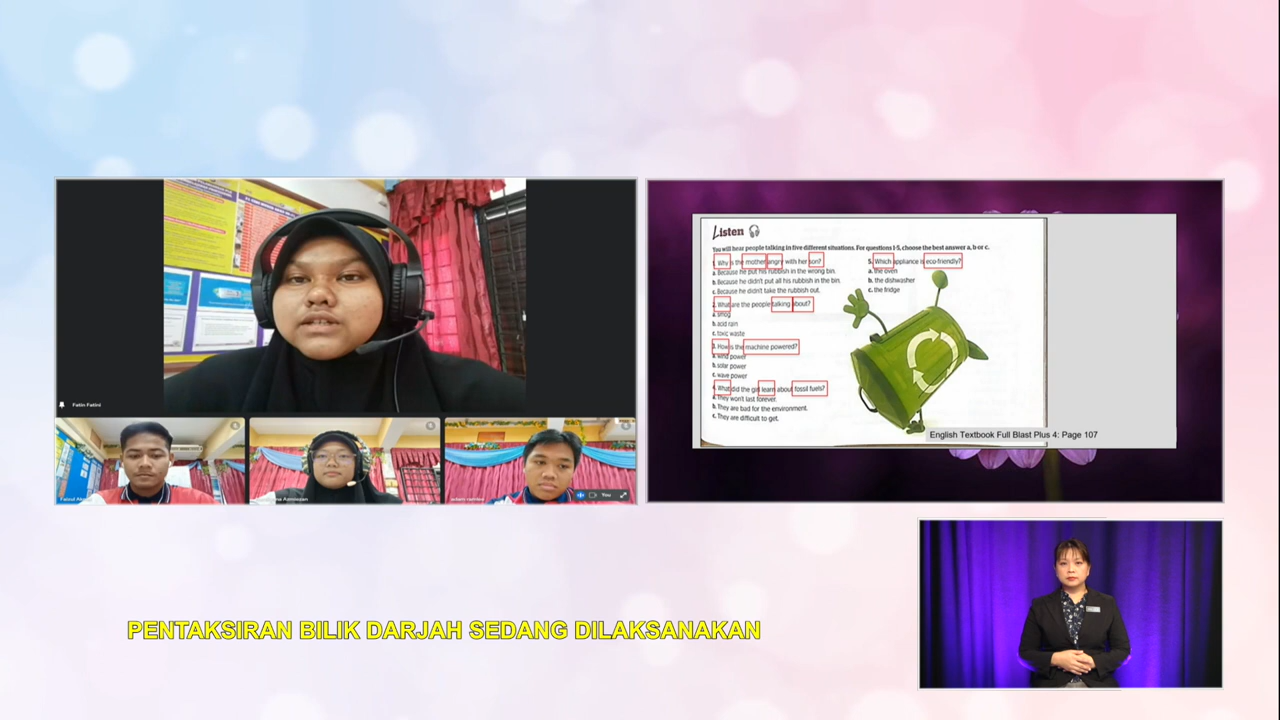 Fatin Fatini
You
Listen
You will hear people talking in five different situations. For questions 1-5, choose the best answer a, b or c.
1. Why is the mother angry with her son?
a. Because he put his rubbish in the wrong bin.
b. Because he didn't put all his rubbish in the bin.
c. Because he didn't take the rubbish out.
2. What are the people talking about?
a. smog
b. acid rain
c. toxic waste
3. How is the machine powered?
a. wind power
b. solar power
c. wave power
4. What did the girl learn about fossil fuels?
a. They won't last forever.
b. They are bad for the environment.
c. They are difficult to get.
5. Which appliance is eco-friendly?
a. the oven
b. the dishwasher
c. the fridge
English Textbook Full Blast Plus 4: Page 107
PENTAKSIRAN BILIK DARJAH SEDANG DILAKSANAKAN